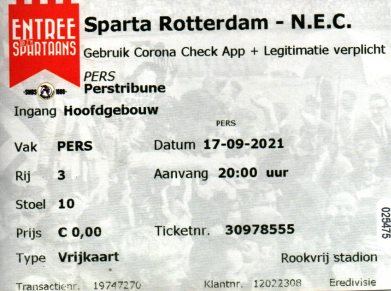 ENTREE
SPARTAANS
Sparta Rotterdam - N.E.C.
Gebruik Corona Check App + Legitimatie verplicht
PERS
Perstribune
Ingang Hoofdgebouw
PERS
Vak PERS Datum 17-09-2021
Rij 3 Aanvang 20:00 uur
Stoel 10
Prijs € 0,00 Ticketnr. 30978555
Type Vrijkaart Rookvrij stadion
Transactienr. 19747270 Klantnr. 12022308 Eredivisie
025475